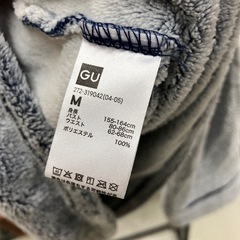 GU
272-319042(04-05)
M
身長 155-164cm
バスト 80-86cm
ウエスト 62-68cm
ポリエステル 100%